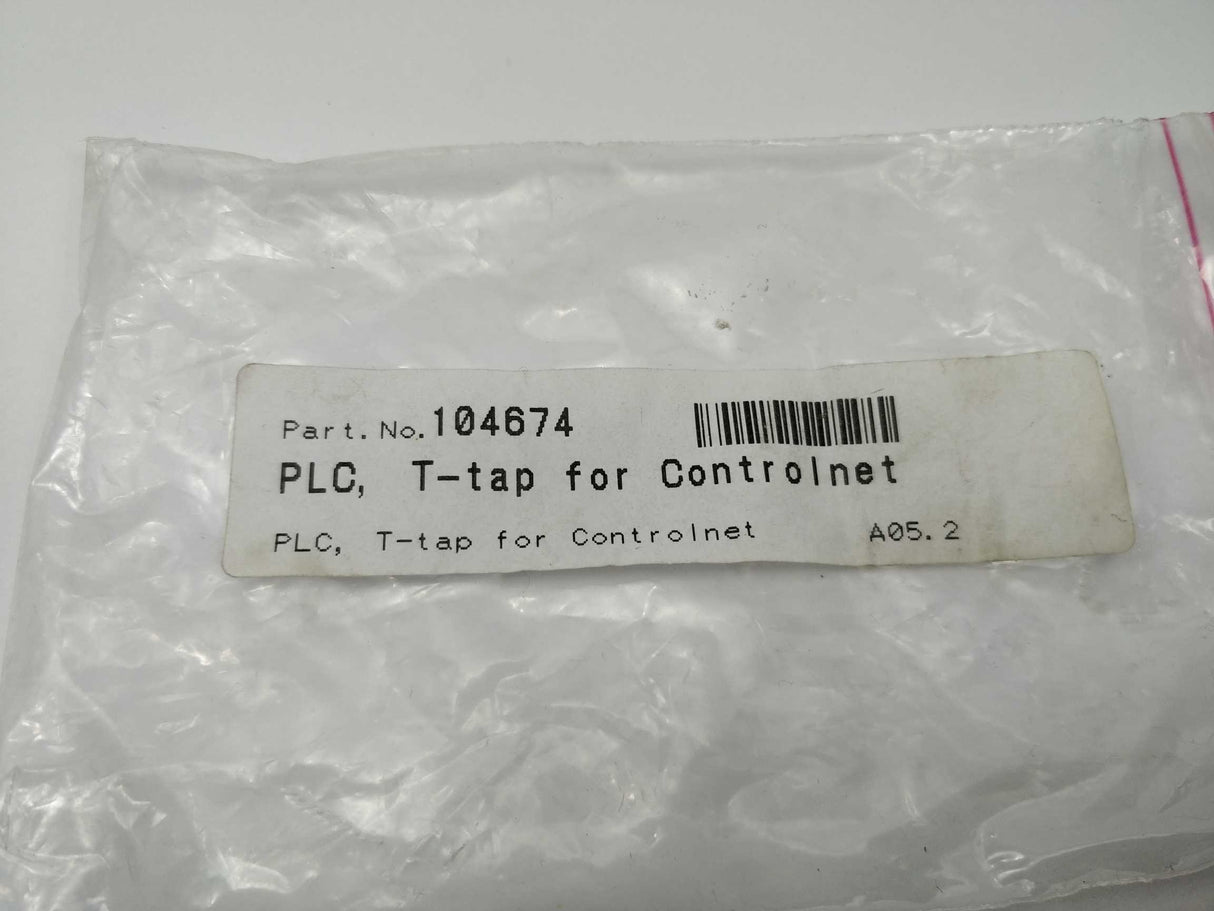 Part. No. 104674
PLC, T-tap for Controlnet
PLC, T-tap for Controlnet A05.2